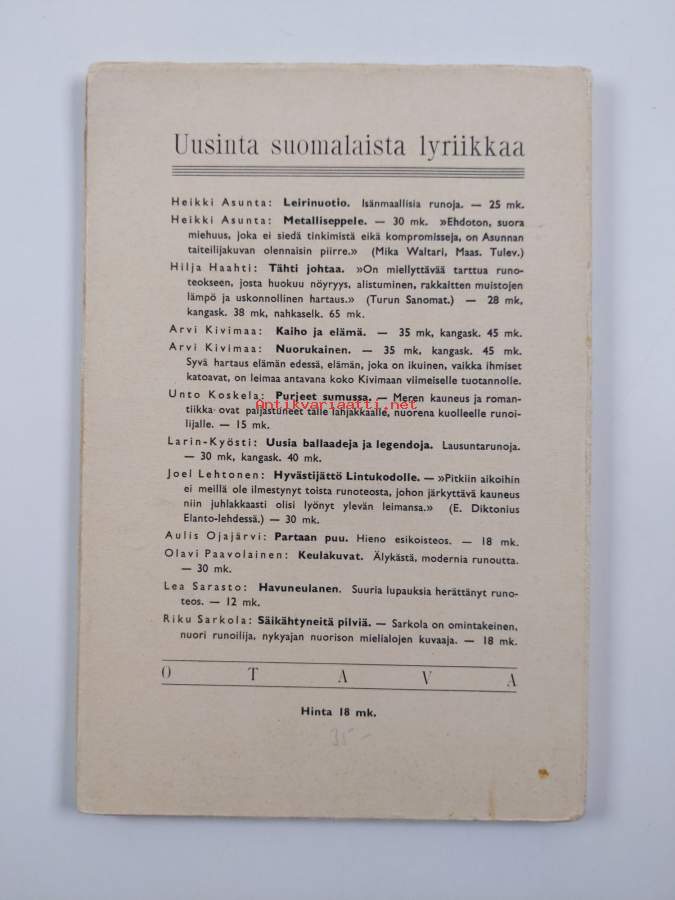 Uusinta suomalaista lyriikkaa
Heikki Asunta: Leirinuotio. Isänmaallisia runoja. — 25 mk.
Heikki Asunta: Metalliseppele. — 30 mk. »Ehdoton, suora
miehuus, joka ei siedä tinkimistä eikä kompromisseja, on Asunnan
taiteilijakuvan olennaisin piirre.» (Mika Waltari, Maas. Tulev.)
Hilja Haahti: Tähti johtaa. »On miellyttävää tarttua runo-
teokseen, josta huokuu nöyryys, alistuminen, rakkaitten muistojen
lämpö ja uskonnollinen hartaus.» (Turun Sanomat.) — 28 mk,
kangask. 38 mk, nahkaselk. 65 mk.
Arvi Kivimaa: Kaiho ja elämä. — 35 mk, kangask. 45 mk.
Arvi Kivimaa: Nuorukainen. — 35 mk, kangask. 45 mk.
Syvä hartaus elämän edessä, elämän, joka on ikuinen, vaikka ihmiset
katoavat, on leimaa antavana koko Kivimaan viimeiselle tuotannolle.
Unto Koskela: Purjeet sumussa. — Meren kauneus ja roman-
antikvariaatti.net
tiikka ovat paljastuneet tälle lahjakkaalle, nuorena kuolleelle runoi-
lijalle. — 15 mk.
Larin-Kyösti: Uusia ballaadeja ja legendoja. Lausuntarunoja.
— 30 mk, kangask. 40 mk.
Joel Lehtonen: Hyvästijättö Lintukodolle. — »Pitkiin aikoihin
ei meillä ole ilmestynyt toista runoteosta, johon järkyttävä kauneus
niin juhlakkaasti olisi lyönyt ylevän leimansa.» (E. Diktonius
Elanto-lehdessä.) — 30 mk.
Aulis Ojajärvi: Partaan puu. Hieno esikoisteos. — 18 mk.
Olavi Paavolainen: Keulakuvat. Älykästä, modernia runoutta.
— 30 mk.
Lea Sarasto: Havuneulanen. Suuria lupauksia herättänyt runo-
teos. — 12 mk.
Riku Sarkola: Säikähtyneitä pilviä. — Sarkola on omintakeinen,
nuori runoilija, nykyajan nuorison mielialojen kuvaaja. — 18 mk.
OTAVA
Hinta 18 mk.
35 –